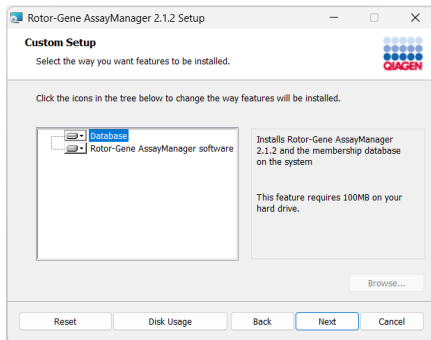 Rotor-Gene AssayManager 2.1.2 Setup
Custom Setup
Select the way you want features to be installed.
QIAGEN
Click the icons in the tree below to change the way features will be installed.
Database
Rotor-Gene AssayManager software
Installs Rotor-Gene AssayManager
2.1.2 and the membership database
on the system
This feature requires 100MB on your
hard drive.
Browse...
Reset
Disk Usage
Back
Next
Cancel